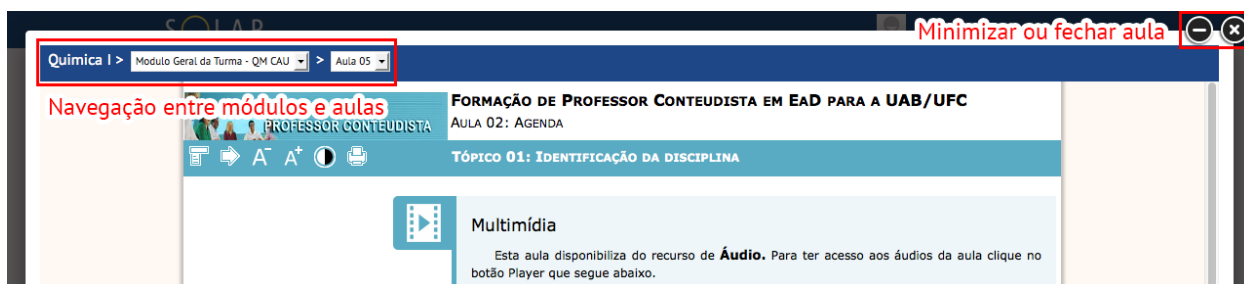 SOLAR
Minimizar ou fechar aula
Quimica I > Modulo Geral da Turma - QM CAU > Aula 05
Navegação entre módulos e aulas
FORMAÇÃO DE PROFESSOR CONTEUDISTA EM EAD PARA A UAB/UFC
PROFESSOR CONTEUDISTA
AULA 02: AGENDA
A- A+
TÓPICO 01: IDENTIFICAÇÃO DA DISCIPLINA
Multimídia
Esta aula disponibiliza do recurso de Áudio. Para ter acesso aos áudios da aula clique no
botão Player que segue abaixo.